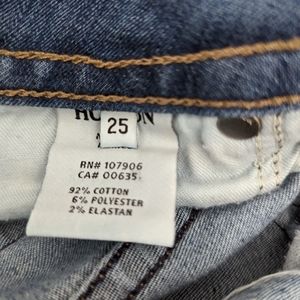 25
RN# 107906
CA# 00635
92% COTTON
6% POLYESTER
2% ELASTAN